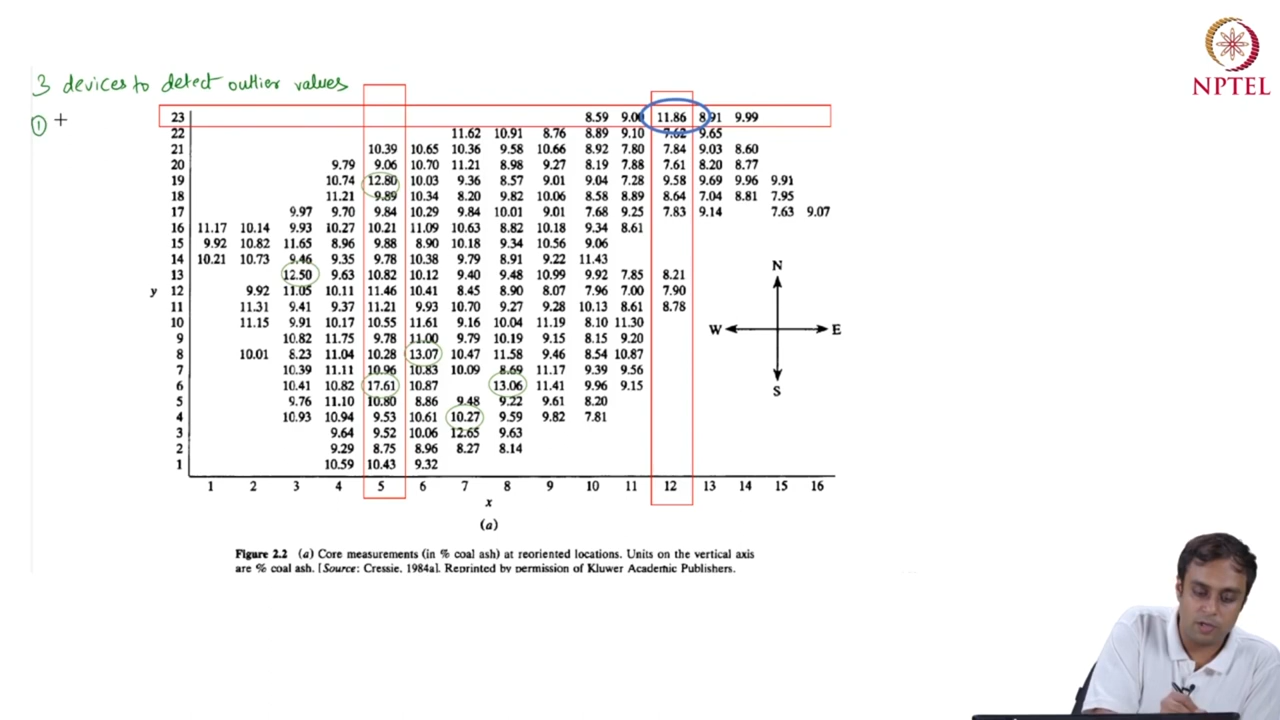 3 devices to detect outlier values
① +
NPTEL
23 8.59 9.00 11.86 8.91 9.99
22 11.62 10.91 8.76 8.89 9.10 7.62 9.65
21 10.39 10.65 10.36 9.58 10.66 8.92 7.80 7.84 9.03 8.60
20 9.79 9.06 10.70 11.21 8.98 9.27 8.19 7.88 7.61 8.20 8.77
19 10.74 12.80 10.03 9.36 8.57 9.01 9.04 7.28 9.58 9.69 9.96 9.91
18 11.21 9.89 10.34 8.20 9.82 10.06 8.58 8.89 8.64 7.04 8.81 7.95
17 9.97 9.70 9.84 10.29 9.84 10.01 9.01 7.68 9.25 7.83 9.14 7.63 9.07
16 11.17 10.14 9.93 10.27 10.21 11.09 10.63 8.82 10.18 9.34 8.61
15 9.92 10.82 11.65 8.96 9.88 8.90 10.18 9.34 10.56 9.06
14 10.21 10.73 9.46 9.35 9.78 10.38 9.79 8.91 9.22 11.43
13 12.50 9.63 10.82 10.12 9.40 9.48 10.99 9.92 7.85 8.21
y 12 9.92 11.05 10.11 11.46 10.41 8.45 8.90 8.07 7.96 7.00 7.90
11 11.31 9.41 9.37 11.21 9.93 10.70 9.27 9.28 10.13 8.61 8.78
10 11.15 9.91 10.17 10.55 11.61 9.16 10.04 11.19 8.10 11.30
9 10.82 11.75 9.78 11.00 9.79 10.19 9.15 8.15 9.20
8 10.01 8.23 11.04 10.28 13.07 10.47 11.58 9.46 8.54 10.87
7 10.39 11.11 10.96 10.83 10.09 8.69 11.17 9.39 9.56
6 10.41 10.82 17.61 10.87 13.06 11.41 9.96 9.15
5 9.76 11.10 10.80 8.86 9.48 9.22 9.61 8.20
4 10.93 10.94 9.53 10.61 10.27 9.59 9.82 7.81
3 9.64 9.52 10.06 12.65 9.63
2 9.29 8.75 8.96 8.27 8.14
1 10.59 10.43 9.32
1 2 3 4 5 6 7 8 9 10 11 12 13 14 15 16
x
(a)
N
W E
S
Figure 2.2 (a) Core measurements (in % coal ash) at reoriented locations. Units on the vertical axis
are % coal ash. [Source: Cressie, 1984a]. Reprinted by permission of Kluwer Academic Publishers.